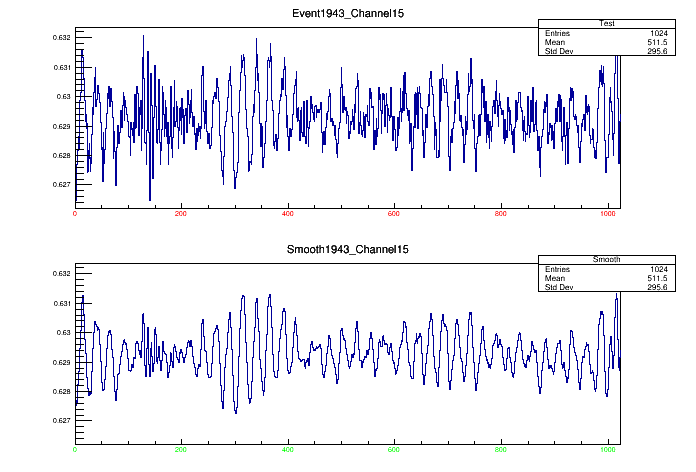 Event1943_Channel15
Test
Entries 1024
Mean 511.5
Std Dev 295.6
0.632
0.631
0.63
0.629
0.628
0.627
0 200 400 600 800 1000
Smooth1943_Channel15
Smooth
Entries 1024
Mean 511.5
Std Dev 295.6
0.632
0.631
0.63
0.629
0.628
0.627
0 200 400 600 800 1000